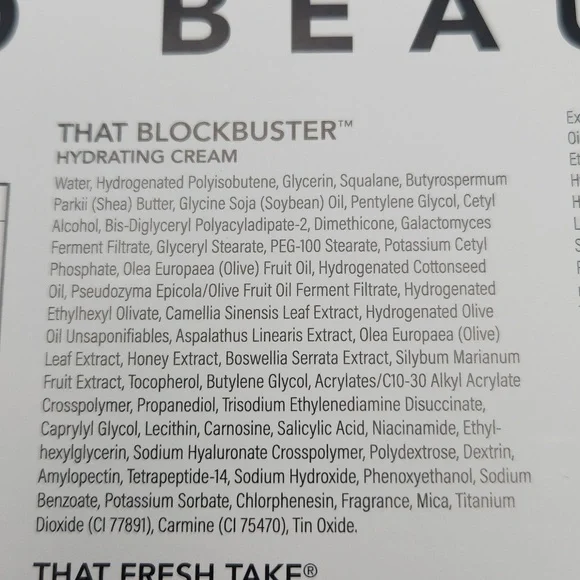 BEAU
THAT BLOCKBUSTER™
HYDRATING CREAM
Water, Hydrogenated Polyisobutene, Glycerin, Squalane, Butyrospermum
Parkii (Shea) Butter, Glycine Soja (Soybean) Oil, Pentylene Glycol, Cetyl
Alcohol, Bis-Diglyceryl Polyacyladipate-2, Dimethicone, Galactomyces
Ferment Filtrate, Glyceryl Stearate, PEG-100 Stearate, Potassium Cetyl
Phosphate, Olea Europaea (Olive) Fruit Oil, Hydrogenated Cottonseed
Oil, Pseudozyma Epicola/Olive Fruit Oil Ferment Filtrate, Hydrogenated
Ethylhexyl Olivate, Camellia Sinensis Leaf Extract, Hydrogenated Olive
Oil Unsaponifiables, Aspalathus Linearis Extract, Olea Europaea (Olive)
Leaf Extract, Honey Extract, Boswellia Serrata Extract, Silybum Marianum
Fruit Extract, Tocopherol, Butylene Glycol, Acrylates/C10-30 Alkyl Acrylate
Crosspolymer, Propanediol, Trisodium Ethylenediamine Disuccinate,
Caprylyl Glycol, Lecithin, Carnosine, Salicylic Acid, Niacinamide, Ethyl-
hexylglycerin, Sodium Hyaluronate Crosspolymer, Polydextrose, Dextrin,
Amylopectin, Tetrapeptide-14, Sodium Hydroxide, Phenoxyethanol, Sodium
Benzoate, Potassium Sorbate, Chlorphenesin, Fragrance, Mica, Titanium
Dioxide (CI 77891), Carmine (CI 75470), Tin Oxide.
THAT FRESH TAKE®